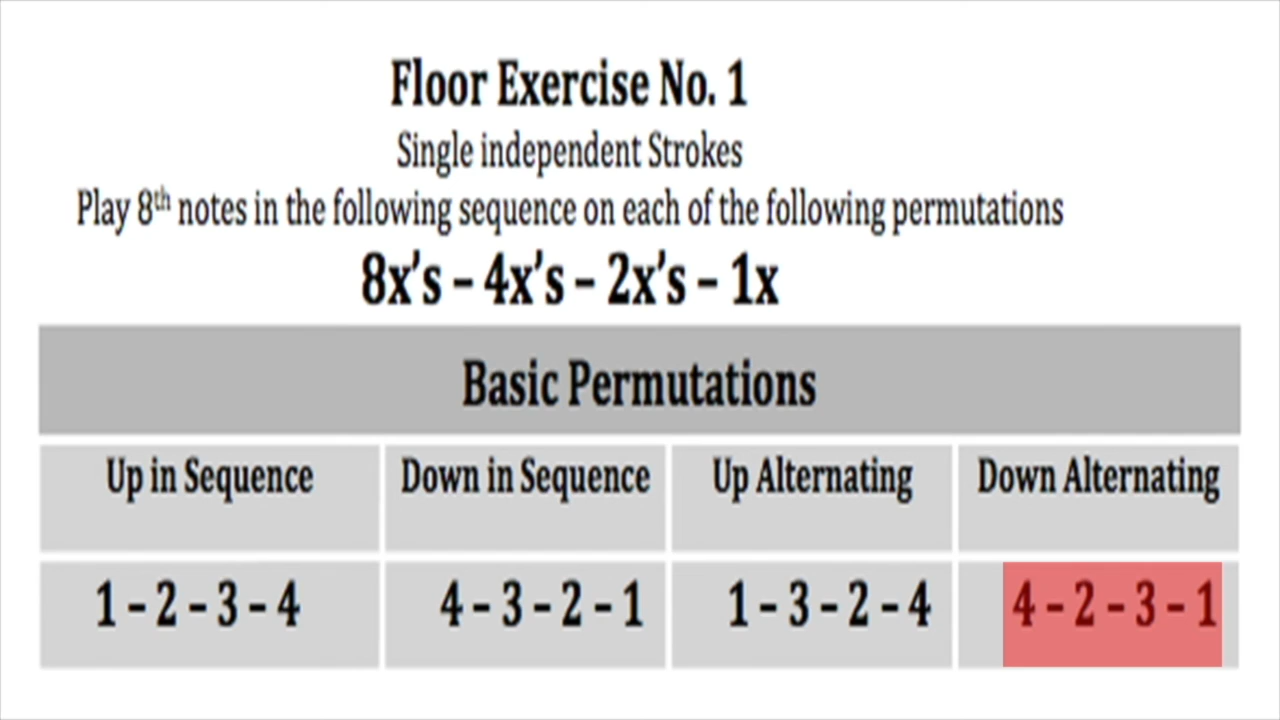 Floor Exercise No. 1
Single independent Strokes
Play 8th notes in the following sequence on each of the following permutations
8x's – 4x's – 2x's – 1x
Basic Permutations
Up in Sequence Down in Sequence Up Alternating Down Alternating
1 – 2 – 3 – 4 4 – 3 – 2 – 1 1 – 3 – 2 – 4 4 – 2 – 3 – 1